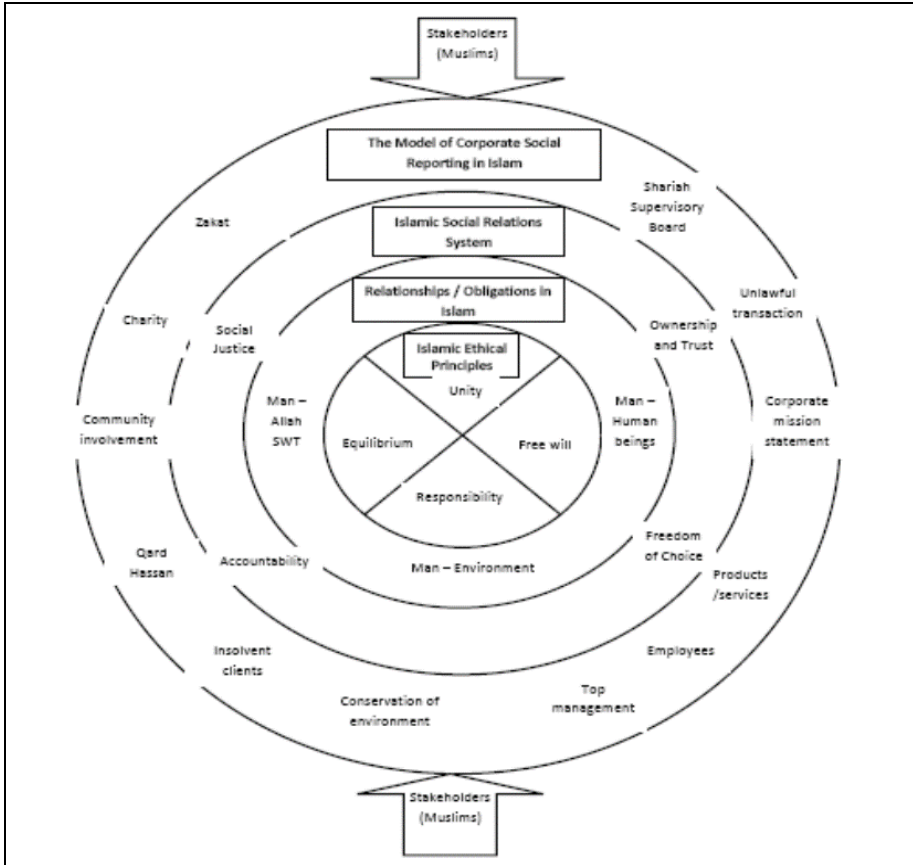 Stakeholders
(Muslims)
The Model of Corporate Social
Reporting in Islam
Shariah
Supervisory
Board
Zakat
Islamic Social Relations
System
Relationships / Obligations in
Islam
Unlawful
transaction
Charity
Social
Justice
Ownership
and Trust
Islamic Ethical
Principles
Unity
Man –
Allah
SWT
Man –
Human
beings
Community
involvement
Corporate
mission
statement
Equilibrium
Free will
Responsibility
Qard
Hassan
Accountability
Man – Environment
Freedom
of Choice
Products
/services
Insolvent
clients
Employees
Conservation of
environment
Top
management
Stakeholders
(Muslims)